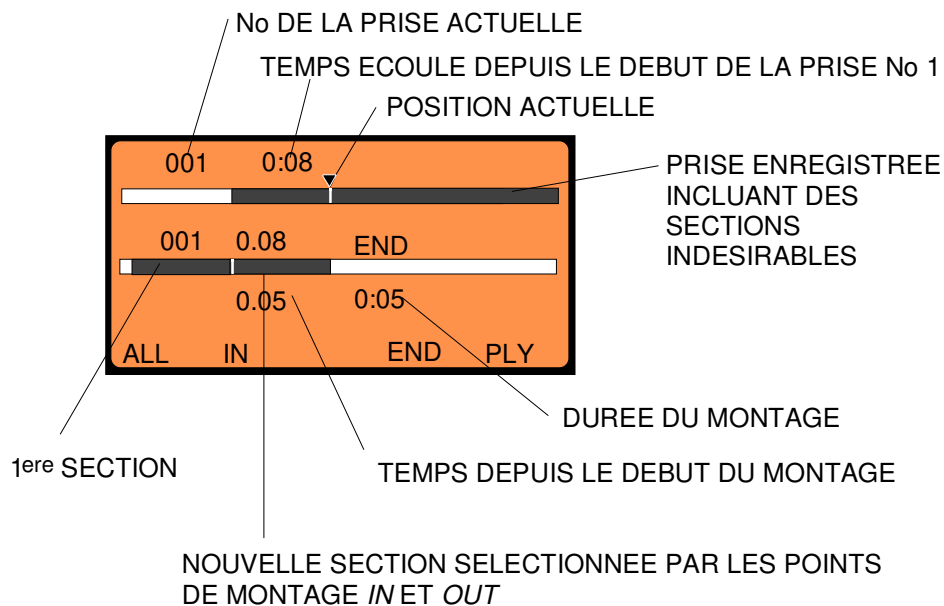 No DE LA PRISE ACTUELLE
TEMPS ECOULE DEPUIS LE DEBUT DE LA PRISE No 1
POSITION ACTUELLE
001 0:08
PRISE ENREGISTREE
INCLUANT DES
SECTIONS
INDESIRABLES
001 0.08 END
0.05 0:05
ALL IN END PLY
DUREE DU MONTAGE
1ere SECTION
TEMPS DEPUIS LE DEBUT DU MONTAGE
NOUVELLE SECTION SELECTIONNEE PAR LES POINTS
DE MONTAGE IN ET OUT